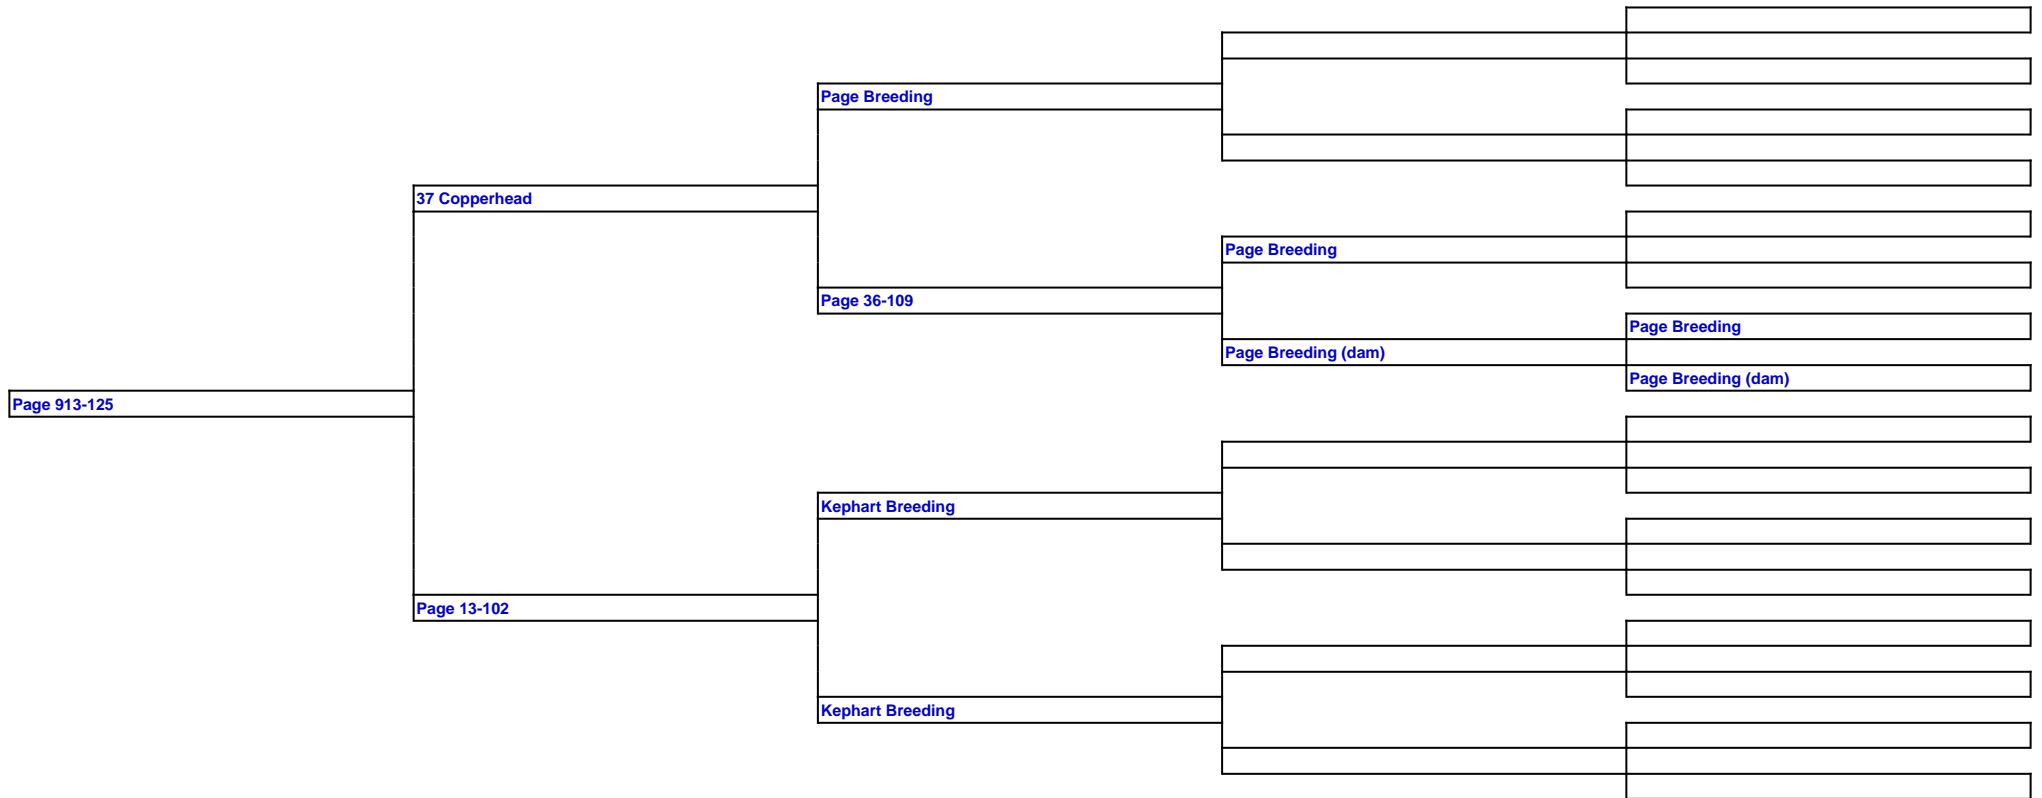 Page Breeding
37 Copperhead
Page Breeding
Page 36-109
Page Breeding
Page Breeding (dam)
Page Breeding (dam)
Page 913-125
Kephart Breeding
Page 13-102
Kephart Breeding